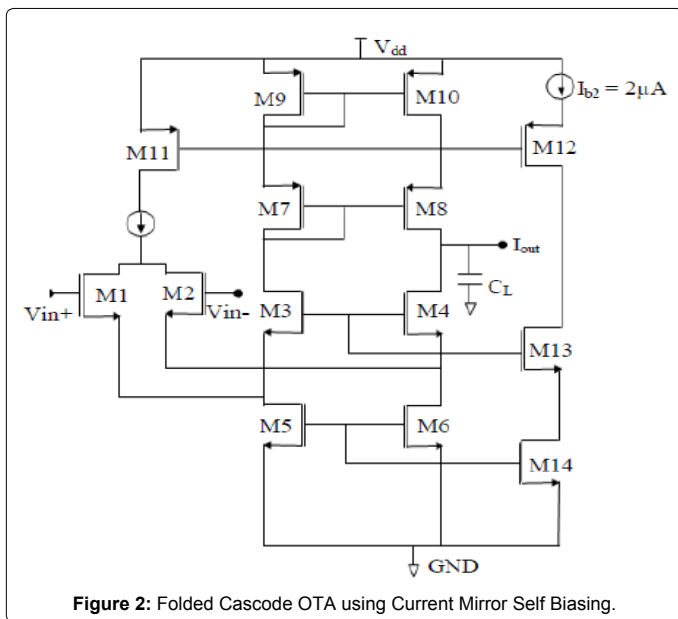 Vdd
M9
M10
Ib2 = 2μA
M11
M12
M7
M8
Iout
CL
M1
M2
M3
M4
Vin+
Vin-
M13
M5
M6
M14
GND
Figure 2: Folded Cascode OTA using Current Mirror Self Biasing.